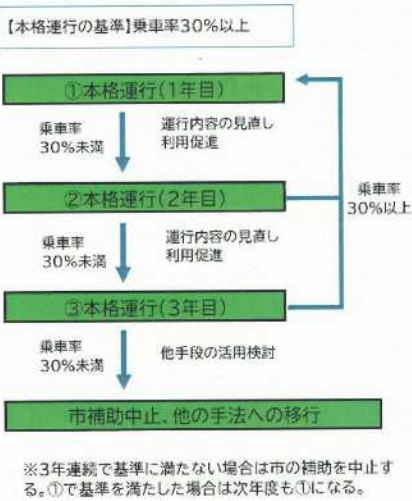 【本格運行の基準】乗車率30%以上
①本格運行(1年目)
乗車率
30%未満
運行内容の見直し
利用促進
②本格運行(2年目)
乗車率
30%以上
乗車率
30%未満
運行内容の見直し
利用促進
③本格運行(3年目)
乗車率
30%未満
他手段の活用検討
市補助中止、他の手法への移行
※3年連続で基準に満たない場合は市の補助を中止す
る。①で基準を満たした場合は次年度も①になる。